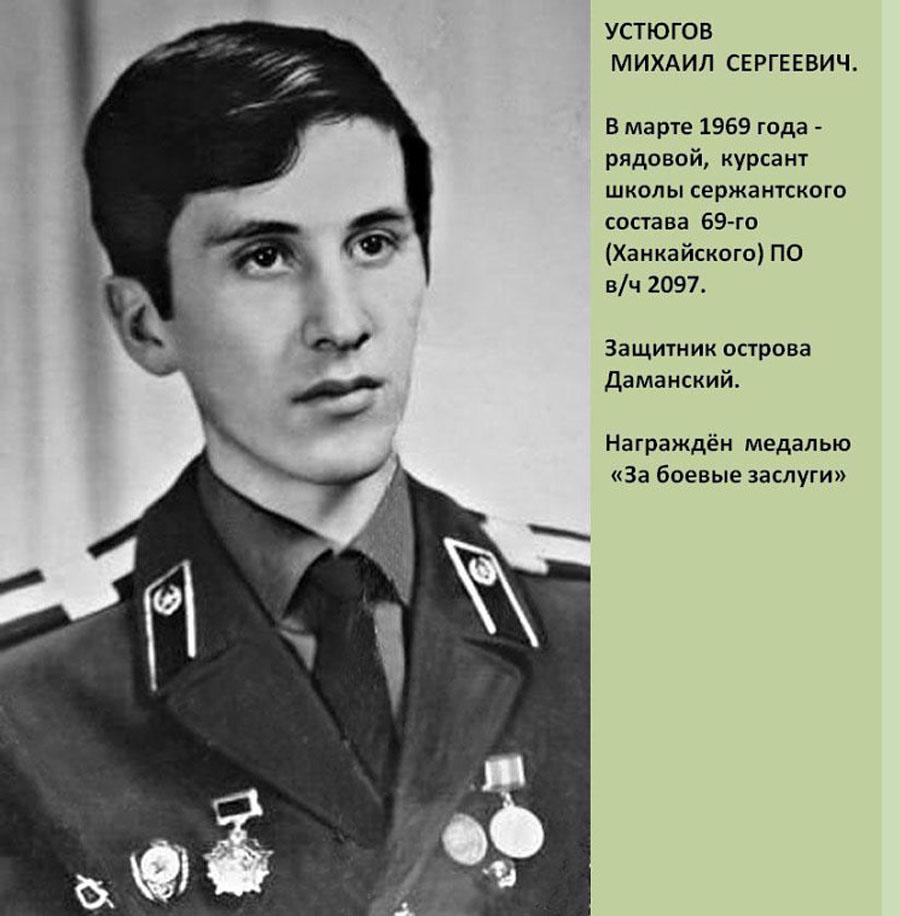 УСТЮГОВ
МИХАИЛ СЕРГЕЕВИЧ.
В марте 1969 года -
рядовой, курсант
школы сержантского
состава 69-го
(Ханкайского) ПО
в/ч 2097.
Защитник острова
Даманский.
Награждён медалью
«За боевые заслуги»